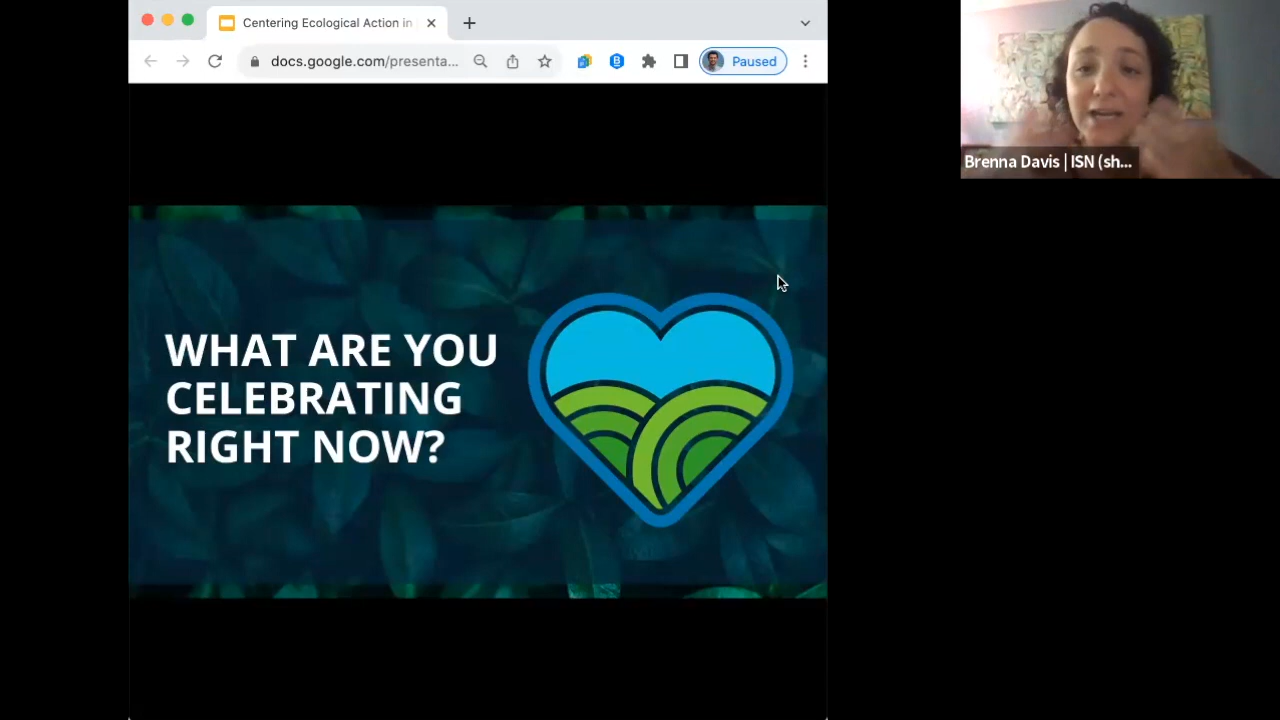 Centering Ecological Action in
docs.google.com/presenta...
Paused
Brenna Davis | ISN (sh...
WHAT ARE YOU
CELEBRATING
RIGHT NOW?